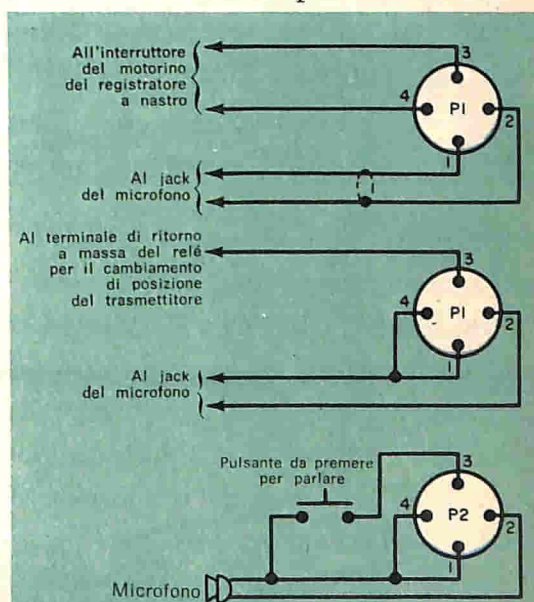 All'interruttore
del motorino
del registratore
a nastro
3
4
P1
2
1
Al jack
del microfono
Al terminale di ritorno
a massa del relé
per il cambiamento
di posizione
del trasmettitore
3
4
P1
2
1
Al jack
del microfono
Pulsante da premere
per parlare
3
4
P2
2
1
Microfono